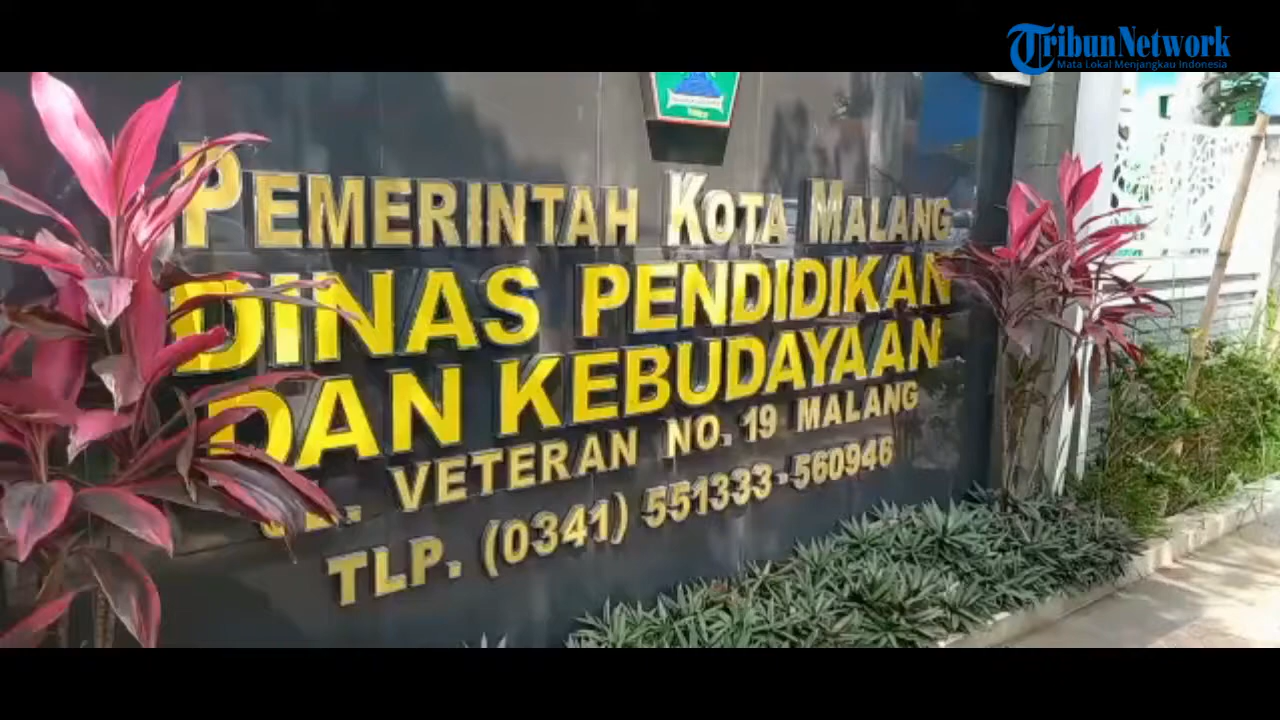 TribunNetwork
Mata Lokal Menjangkau Indonesia
PEMERINTAH KOTA MALANG
DINAS PENDIDIKAN
DAN KEBUDAYAAN
JL. VETERAN NO. 19 MALANG
TLP. (0341) 551333-560946